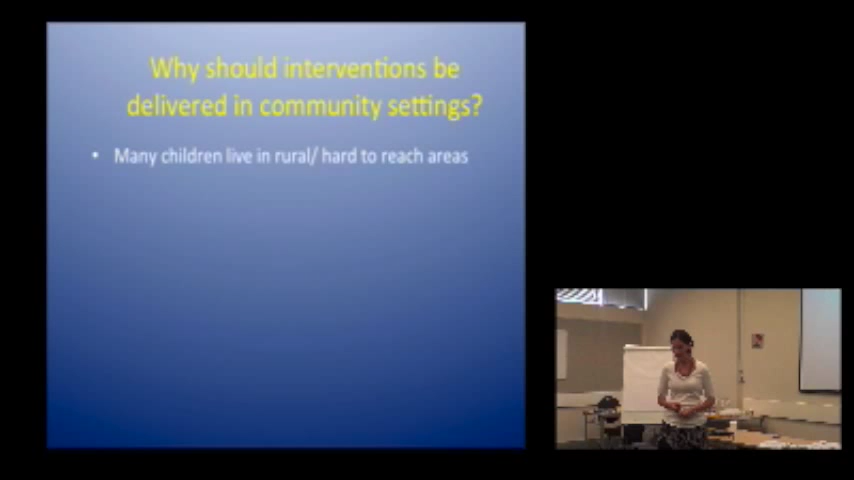 Why should interventions be
delivered in community settings?
• Many children live in rural/ hard to reach areas